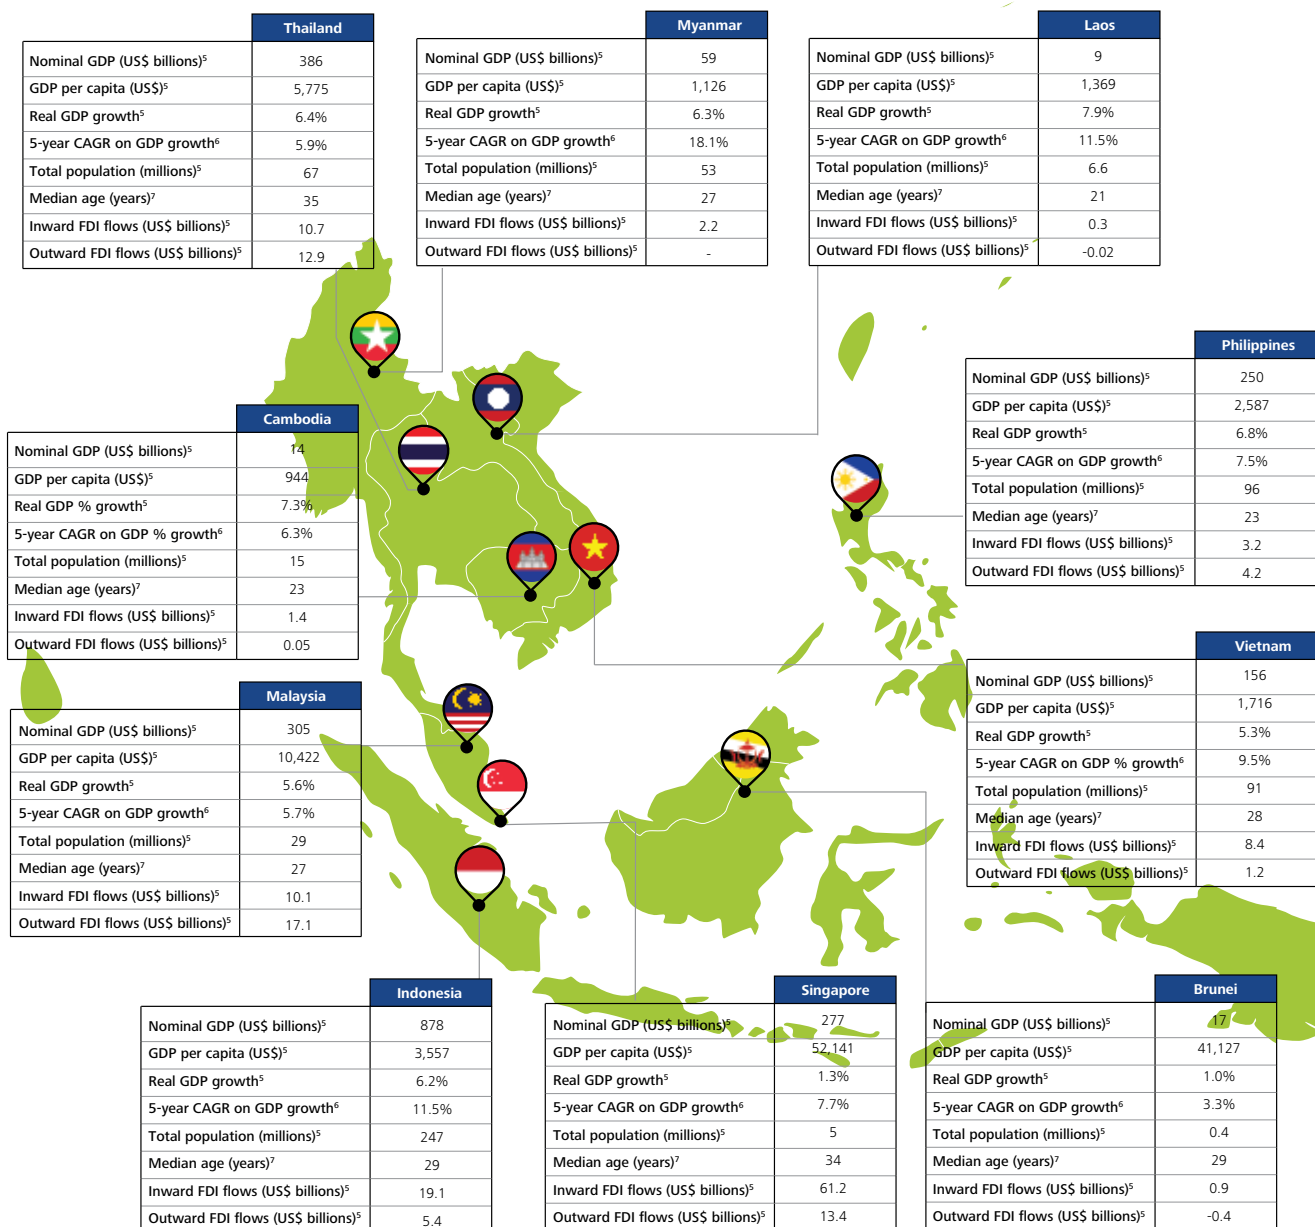 Thailand
Nominal GDP (US$ billions)⁵ 386
GDP per capita (US$)⁵ 5,775
Real GDP growth⁵ 6.4%
5-year CAGR on GDP growth⁶ 5.9%
Total population (millions)⁵ 67
Median age (years)⁷ 35
Inward FDI flows (US$ billions)⁵ 10.7
Outward FDI flows (US$ billions)⁵ 12.9
Myanmar
Nominal GDP (US$ billions)⁵ 59
GDP per capita (US$)⁵ 1,126
Real GDP growth⁵ 6.3%
5-year CAGR on GDP growth⁶ 18.1%
Total population (millions)⁵ 53
Median age (years)⁷ 27
Inward FDI flows (US$ billions)⁵ 2.2
Outward FDI flows (US$ billions)⁵ -
Laos
Nominal GDP (US$ billions)⁵ 9
GDP per capita (US$)⁵ 1,369
Real GDP growth⁵ 7.9%
5-year CAGR on GDP growth⁶ 11.5%
Total population (millions)⁵ 6.6
Median age (years)⁷ 21
Inward FDI flows (US$ billions)⁵ 0.3
Outward FDI flows (US$ billions)⁵ -0.02
Philippines
Nominal GDP (US$ billions)⁵ 250
GDP per capita (US$)⁵ 2,587
Real GDP growth⁵ 6.8%
5-year CAGR on GDP growth⁶ 7.5%
Total population (millions)⁵ 96
Median age (years)⁷ 23
Inward FDI flows (US$ billions)⁵ 3.2
Outward FDI flows (US$ billions)⁵ 4.2
Cambodia
Nominal GDP (US$ billions)⁵ 14
GDP per capita (US$)⁵ 944
Real GDP % growth⁵ 7.3%
5-year CAGR on GDP % growth⁶ 6.3%
Total population (millions)⁵ 15
Median age (years)⁷ 23
Inward FDI flows (US$ billions)⁵ 1.4
Outward FDI flows (US$ billions)⁵ 0.05
Vietnam
Nominal GDP (US$ billions)⁵ 156
GDP per capita (US$)⁵ 1,716
Real GDP growth⁵ 5.3%
5-year CAGR on GDP % growth⁶ 9.5%
Total population (millions)⁵ 91
Median age (years)⁷ 28
Inward FDI flows (US$ billions)⁵ 8.4
Outward FDI flows (US$ billions)⁵ 1.2
Malaysia
Nominal GDP (US$ billions)⁵ 305
GDP per capita (US$)⁵ 10,422
Real GDP growth⁵ 5.6%
5-year CAGR on GDP growth⁶ 5.7%
Total population (millions)⁵ 29
Median age (years)⁷ 27
Inward FDI flows (US$ billions)⁵ 10.1
Outward FDI flows (US$ billions)⁵ 17.1
Indonesia
Nominal GDP (US$ billions)⁵ 878
GDP per capita (US$)⁵ 3,557
Real GDP growth⁵ 6.2%
5-year CAGR on GDP growth⁶ 11.5%
Total population (millions)⁵ 247
Median age (years)⁷ 29
Inward FDI flows (US$ billions)⁵ 19.1
Outward FDI flows (US$ billions)⁵ 5.4
Singapore
Nominal GDP (US$ billions)⁵ 277
GDP per capita (US$)⁵ 52,141
Real GDP growth⁵ 1.3%
5-year CAGR on GDP growth⁶ 7.7%
Total population (millions)⁵ 5
Median age (years)⁷ 34
Inward FDI flows (US$ billions)⁵ 61.2
Outward FDI flows (US$ billions)⁵ 13.4
Brunei
Nominal GDP (US$ billions)⁵ 17
GDP per capita (US$)⁵ 41,127
Real GDP growth⁵ 1.0%
5-year CAGR on GDP growth⁶ 3.3%
Total population (millions)⁵ 0.4
Median age (years)⁷ 29
Inward FDI flows (US$ billions)⁵ 0.9
Outward FDI flows (US$ billions)⁵ -0.4